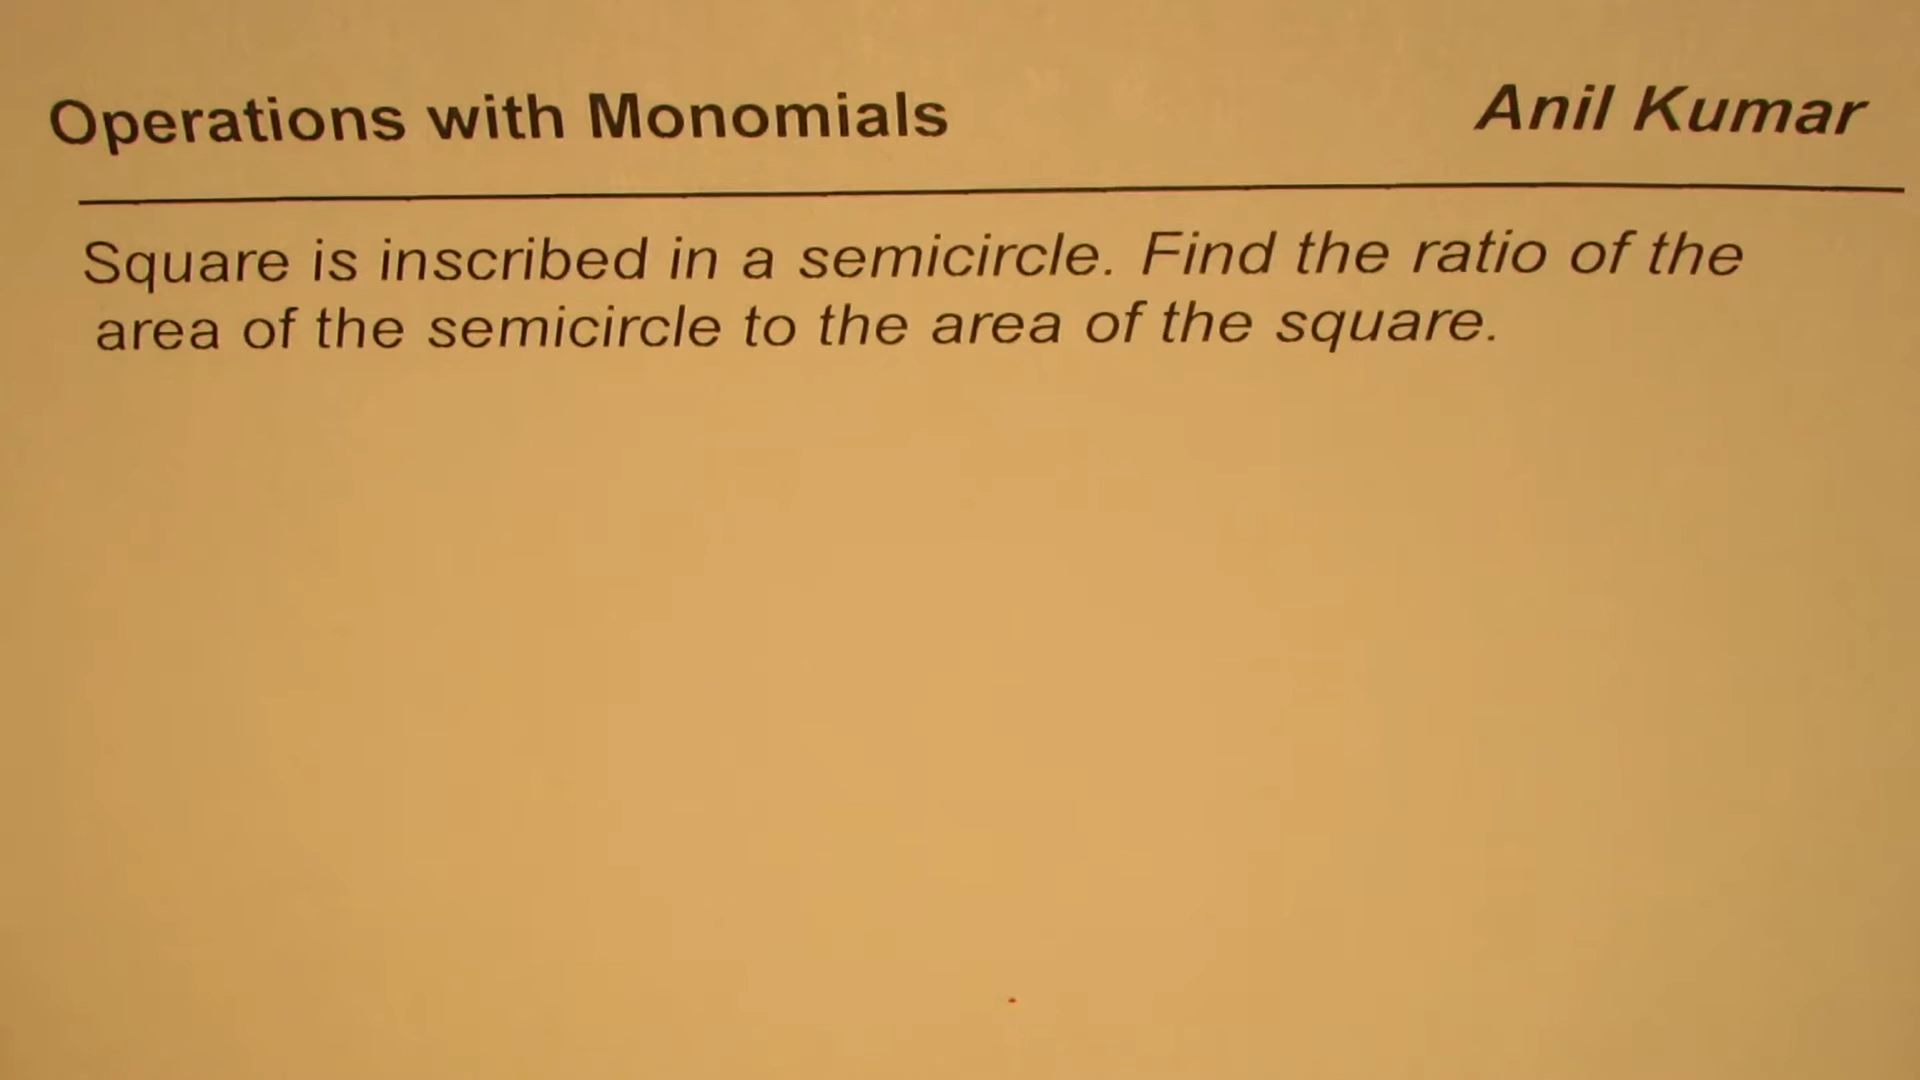 Operations with Monomials
Anil Kumar
Square is inscribed in a semicircle. Find the ratio of the
area of the semicircle to the area of the square.